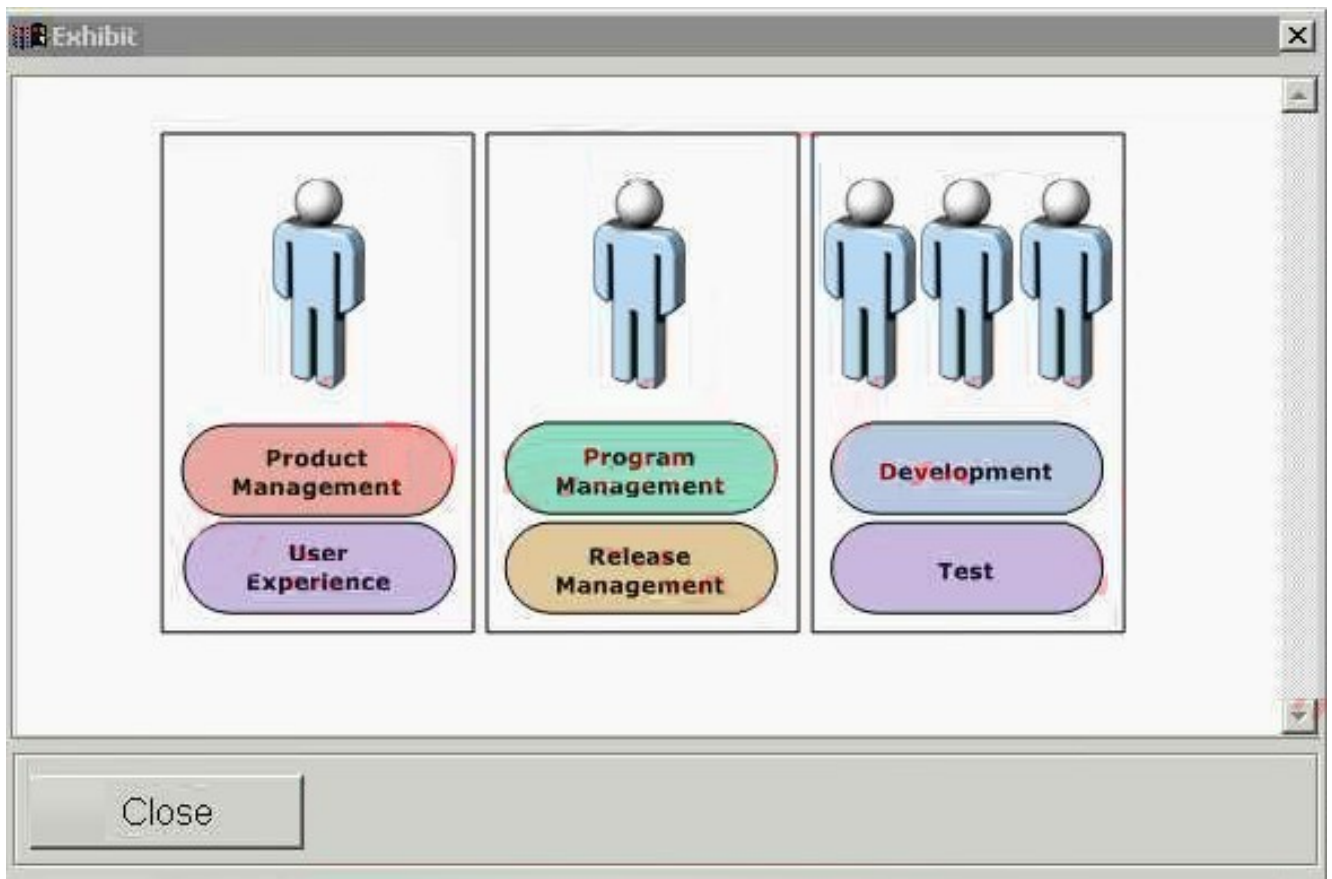 Exhibit
Product
Management
User
Experience
Program
Management
Release
Management
Development
Test
Close